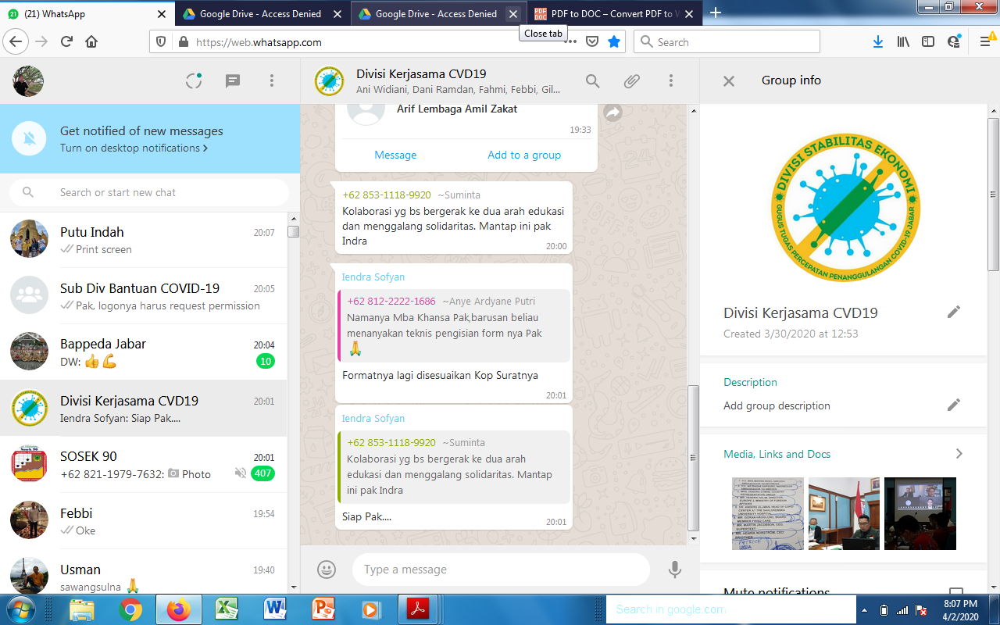 (21) WhatsApp
Google Drive - Access Denied
Google Drive - Access Denied
PDF to DOC – Convert PDF to W
Close tab
https://web.whatsapp.com
Search
Divisi Kerjasama CVD19
Ani Widiani, Dani Ramdan, Fahmi, Febbi, Gil...
Group info
Get notified of new messages
Turn on desktop notifications
Search or start new chat
Putu Indah
20:07
Print screen
Sub Div Bantuan COVID-19
20:05
Pak, logonya harus request permission
Bappeda Jabar
20:04
DW: 👍💪
10
Divisi Kerjasama CVD19
20:01
Iendra Sofyan: Siap Pak....
SOSEK 90
20:01
+62 821-1979-7632: Photo
407
Febbi
19:54
Oke
Usman
19:40
sawangsulna 🙏
Arif Lembaga Amil Zakat
19:33
Message
Add to a group
+62 853-1118-9920 ~Suminta
Kolaborasi yg bs bergerak ke dua arah edukasi
dan menggalang solidaritas. Mantap ini pak
Indra
20:00
Iendra Sofyan
+62 812-2222-1686 ~Anye Ardyane Putri
Namanya Mba Khansa Pak,barusan beliau
menanyakan teknis pengisian form nya Pak
🙏
Formatnya lagi disesuaikan Kop Suratnya
20:01
Iendra Sofyan
+62 853-1118-9920 ~Suminta
Kolaborasi yg bs bergerak ke dua arah
edukasi dan menggalang solidaritas. Mantap
ini pak Indra
Siap Pak....
20:01
Type a message
DIVISI STABILITAS EKONOMI
GUGUS TUGAS PERCEPATAN PENANGGULANGAN COVID-19 JABAR
Divisi Kerjasama CVD19
Created 3/30/2020 at 12:53
Description
Add group description
Media, Links and Docs
Mute notifications
Search in google.com
8:07 PM
4/2/2020